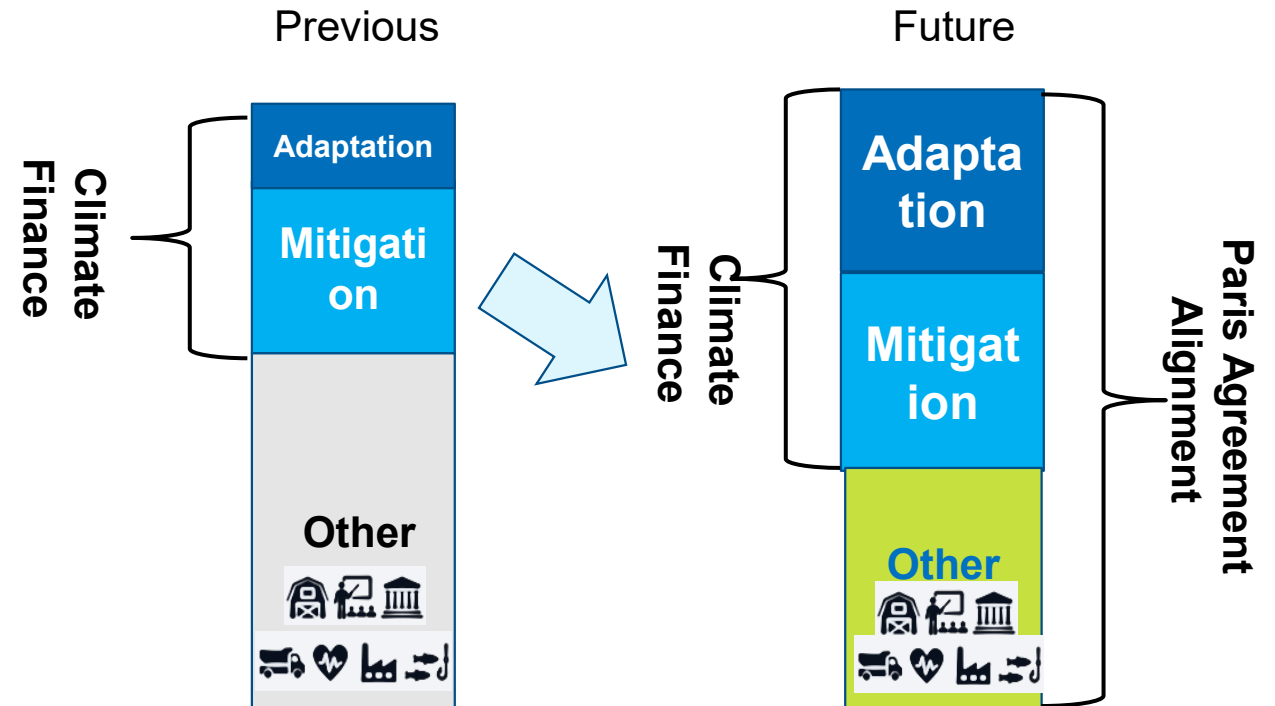 Previous
Future
Climate
Finance
Adaptation
Mitigati
on
Other
Climate
Finance
Adapta
tion
Mitigat
ion
Other
Paris Agreement
Alignment